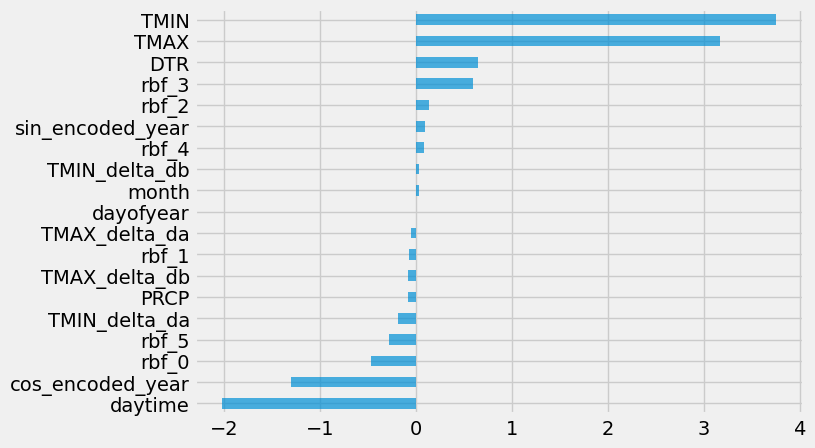 TMIN
TMAX
DTR
rbf_3
rbf_2
sin_encoded_year
rbf_4
TMIN_delta_db
month
dayofyear
TMAX_delta_da
rbf_1
TMAX_delta_db
PRCP
TMIN_delta_da
rbf_5
rbf_0
cos_encoded_year
daytime
−2 −1 0 1 2 3 4